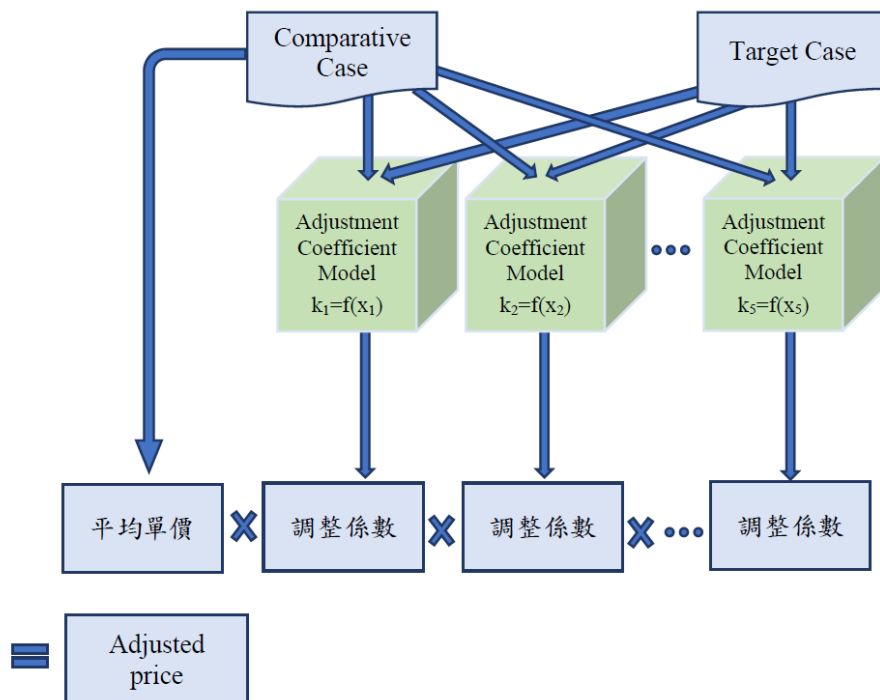 Comparative
Case
Target Case
Adjustment
Coefficient
Model
k₁=f(x₁)
Adjustment
Coefficient
Model
k₂=f(x₂)
Adjustment
Coefficient
Model
k₅=f(x₅)
平均單價
調整係數
調整係數
調整係數
Adjusted
price